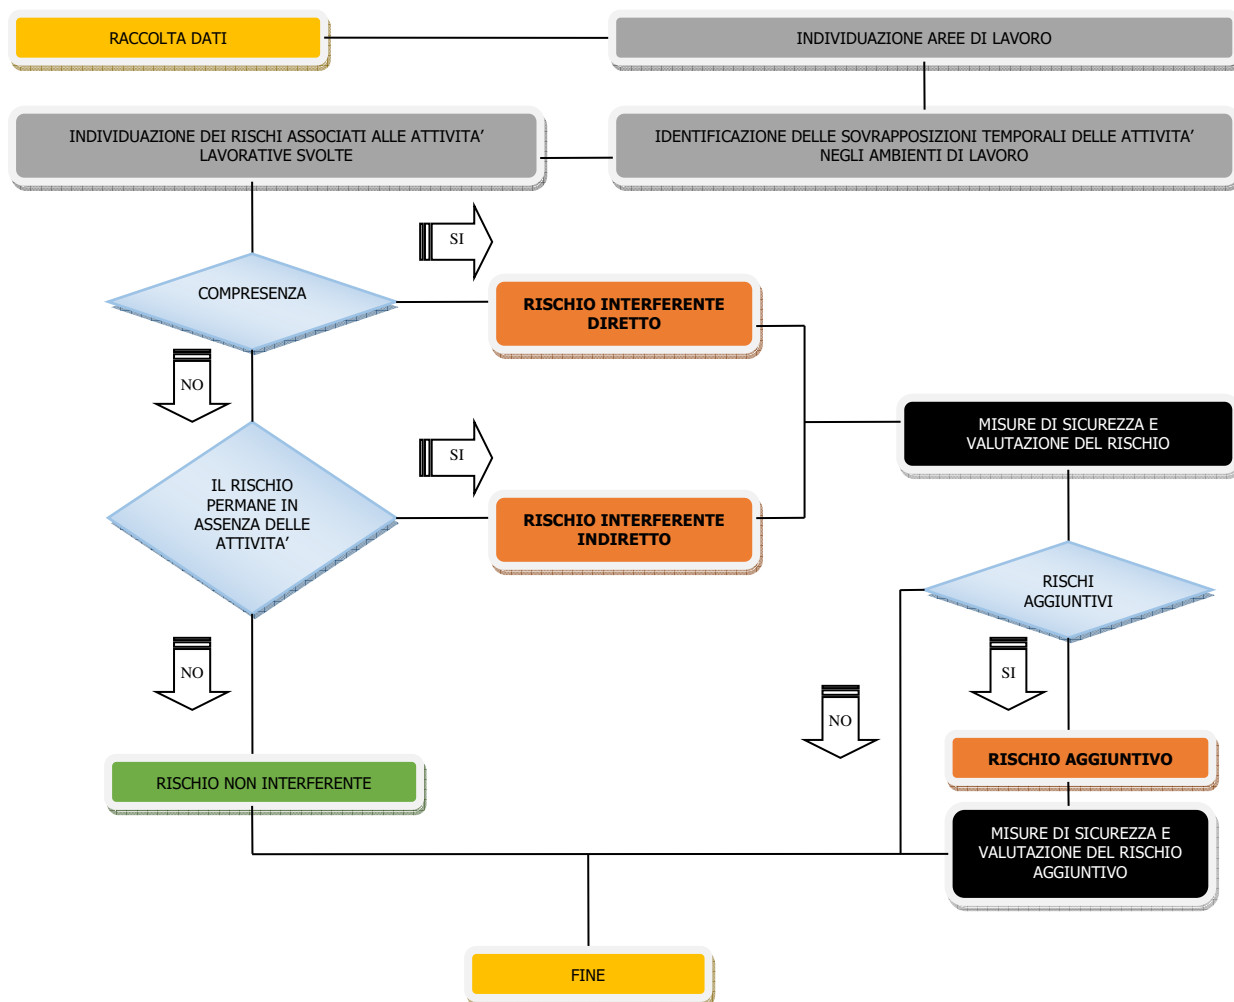 RACCOLTA DATI
INDIVIDUAZIONE AREE DI LAVORO
INDIVIDUAZIONE DEI RISCHI ASSOCIATI ALLE ATTIVITA’
LAVORATIVE SVOLTE
IDENTIFICAZIONE DELLE SOVRAPPOSIZIONI TEMPORALI DELLE ATTIVITA’
NEGLI AMBIENTI DI LAVORO
SI
COMPRESENZA
RISCHIO INTERFERENTE
DIRETTO
NO
MISURE DI SICUREZZA E
VALUTAZIONE DEL RISCHIO
SI
IL RISCHIO
PERMANE IN
ASSENZA DELLE
ATTIVITA’
RISCHIO INTERFERENTE
INDIRETTO
RISCHI
AGGIUNTIVI
NO
SI
NO
RISCHIO AGGIUNTIVO
RISCHIO NON INTERFERENTE
MISURE DI SICUREZZA E
VALUTAZIONE DEL RISCHIO
AGGIUNTIVO
FINE